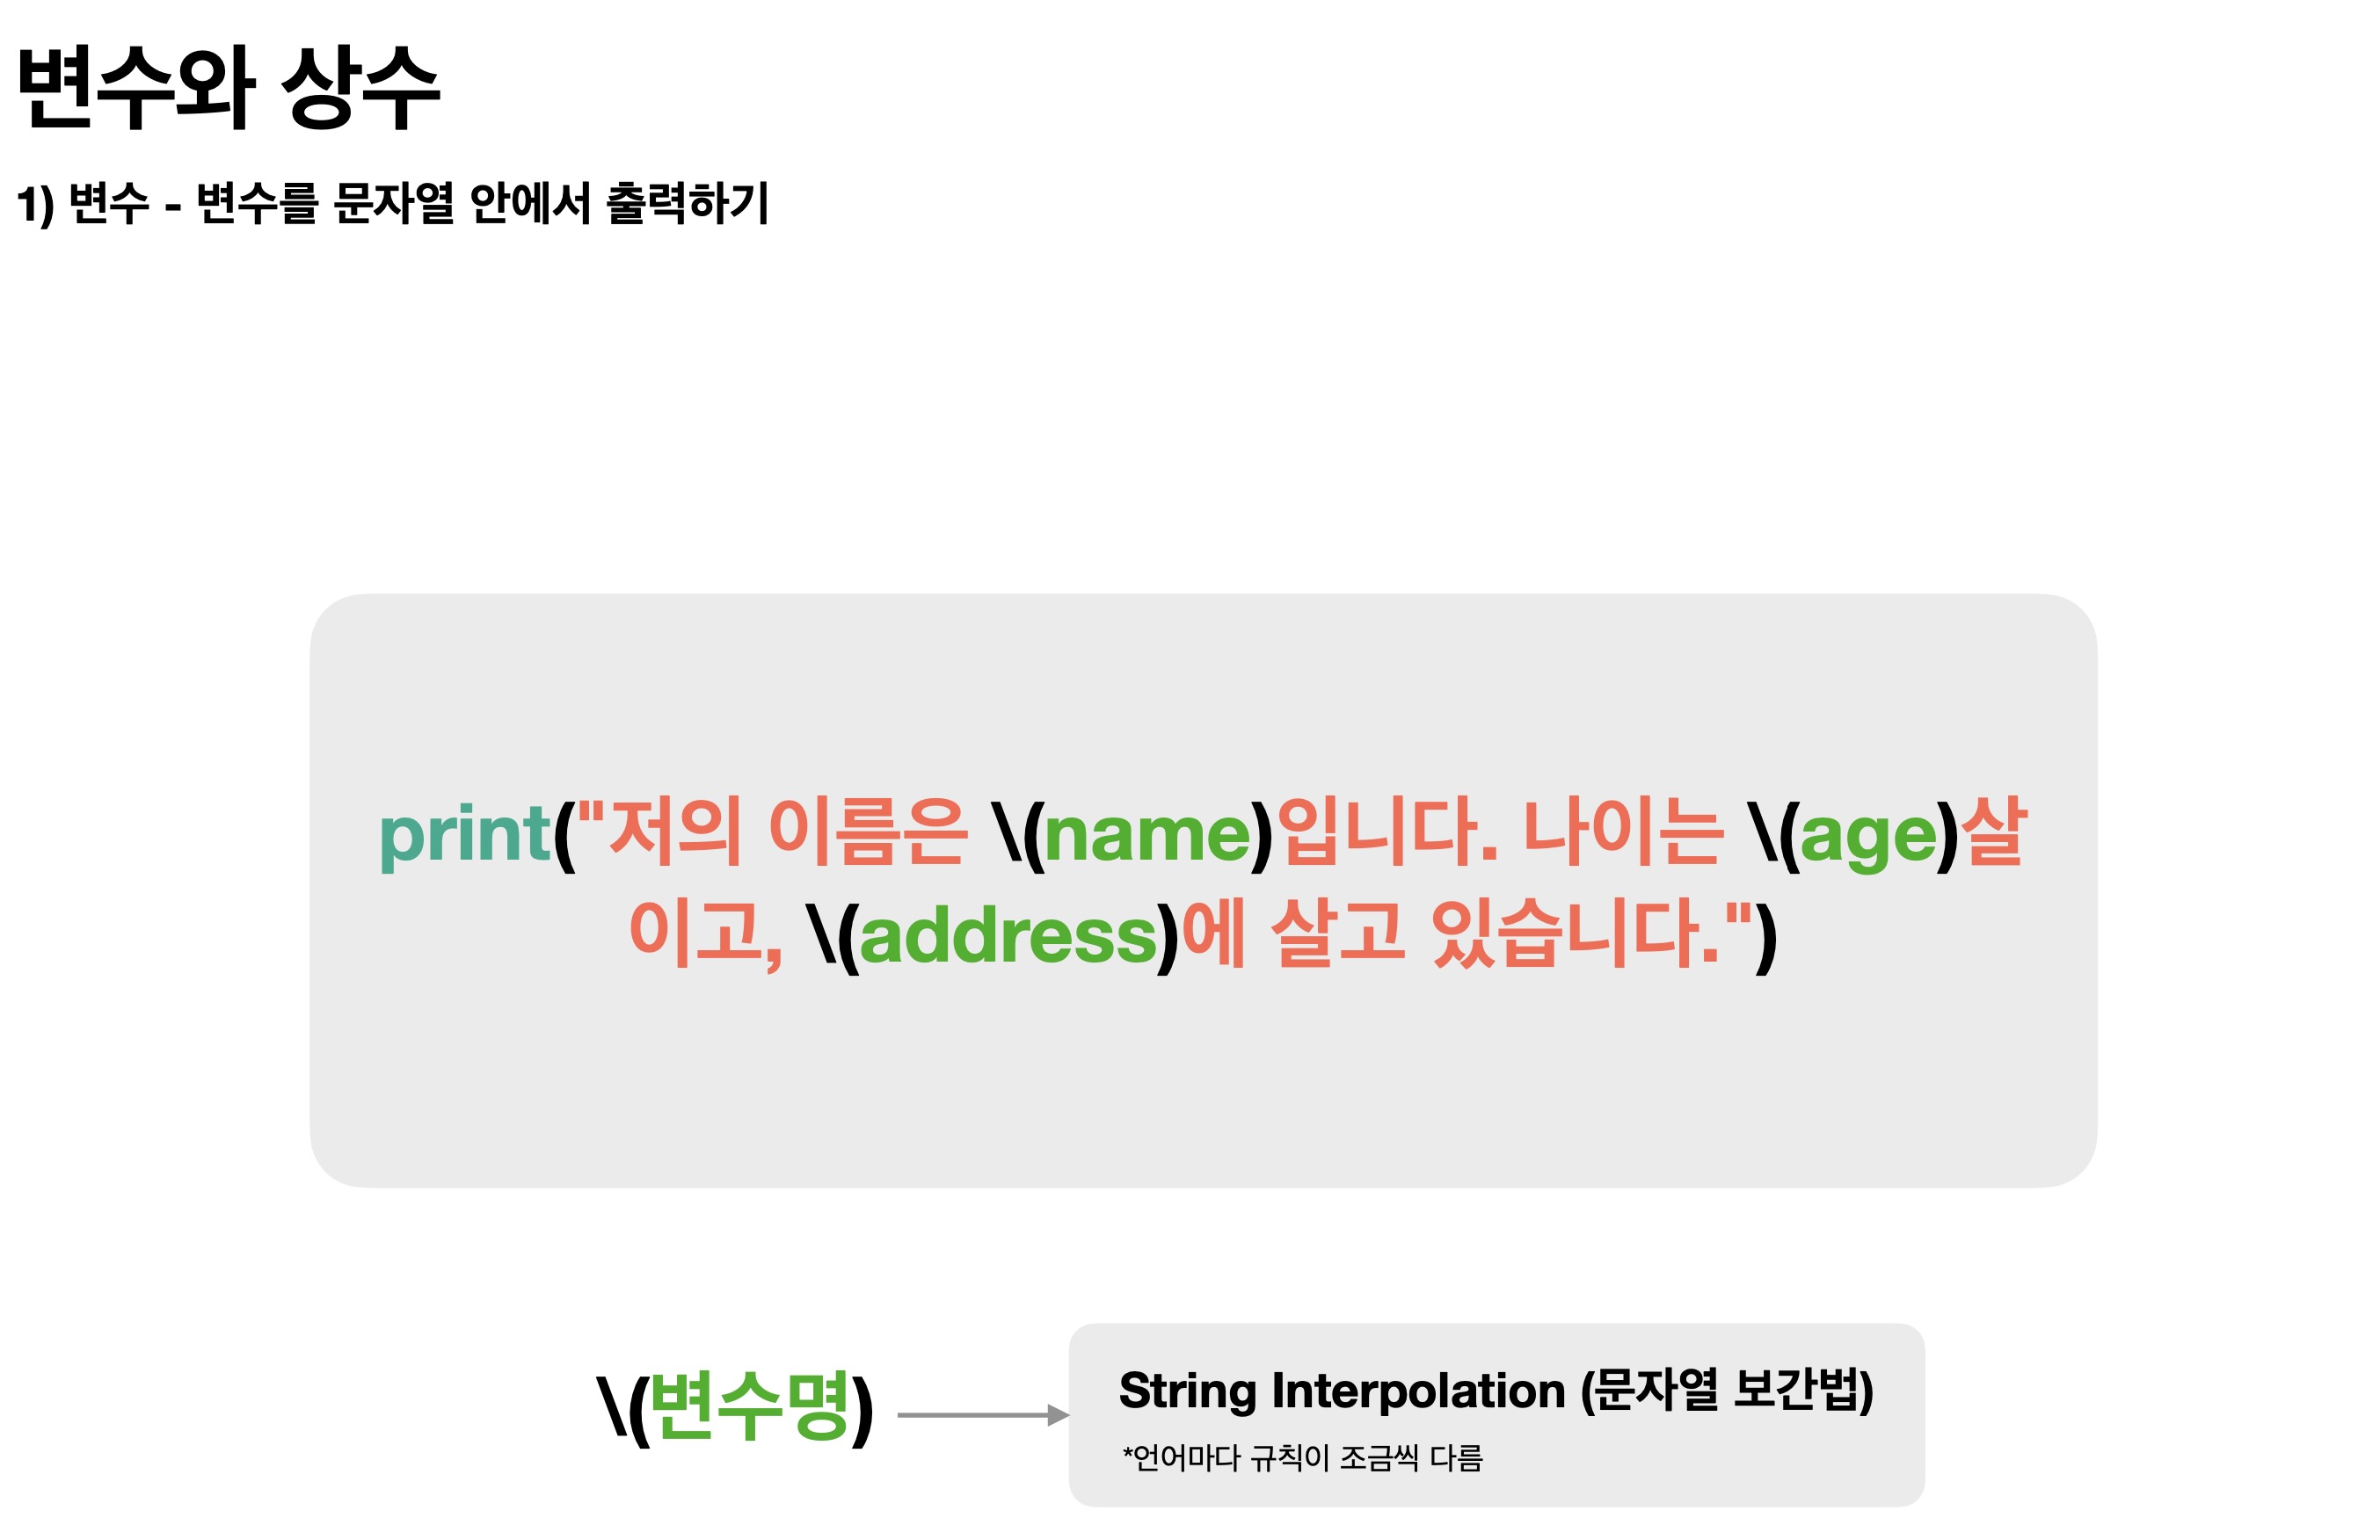 변수와 상수
1) 변수 - 변수를 문자열 안에서 출력하기
print("저의 이름은 \(name)입니다. 나이는 \(age)살
이고, \(address)에 살고 있습니다.")
\(변수명)
String Interpolation (문자열 보간법)
*언어마다 규칙이 조금씩 다름